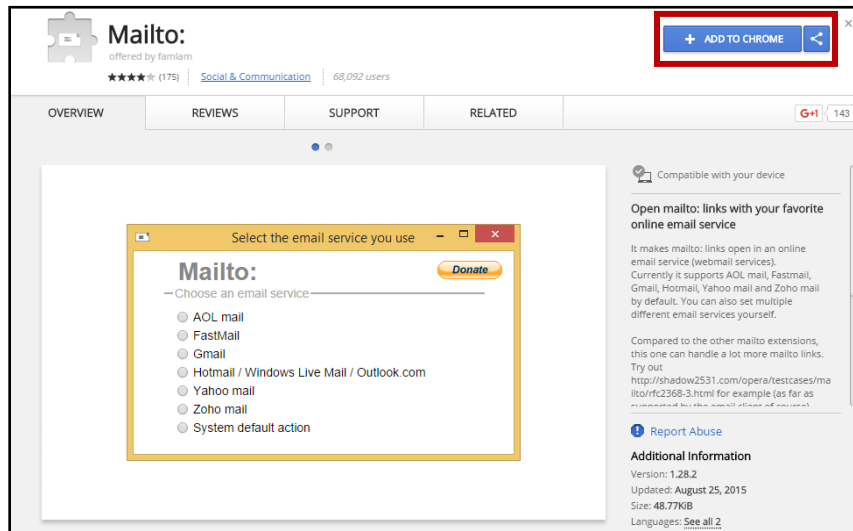 Mailto:
offered by famlam
(175) Social & Communication 68,092 users
+ ADD TO CHROME
OVERVIEW REVIEWS SUPPORT RELATED
G+1 143
Select the email service you use
Mailto:
Donate
Choose an email service
AOL mail
FastMail
Gmail
Hotmail / Windows Live Mail / Outlook.com
Yahoo mail
Zoho mail
System default action
Compatible with your device
Open mailto: links with your favorite
online email service
It makes mailto: links open in an online
email service (webmail services).
Currently it supports AOL mail, Fastmail,
Gmail, Hotmail, Yahoo mail and Zoho mail
by default. You can also set multiple
different email services yourself.
Compared to the other mailto extensions,
this one can handle a lot more mailto links.
Try out
http://shadow2531.com/opera/testcases/ma
ilto/rfc2368-3.html for example (as far as
supported by the email client of course)
Report Abuse
Additional Information
Version: 1.28.2
Updated: August 25, 2015
Size: 48.77KiB
Languages: See all 2